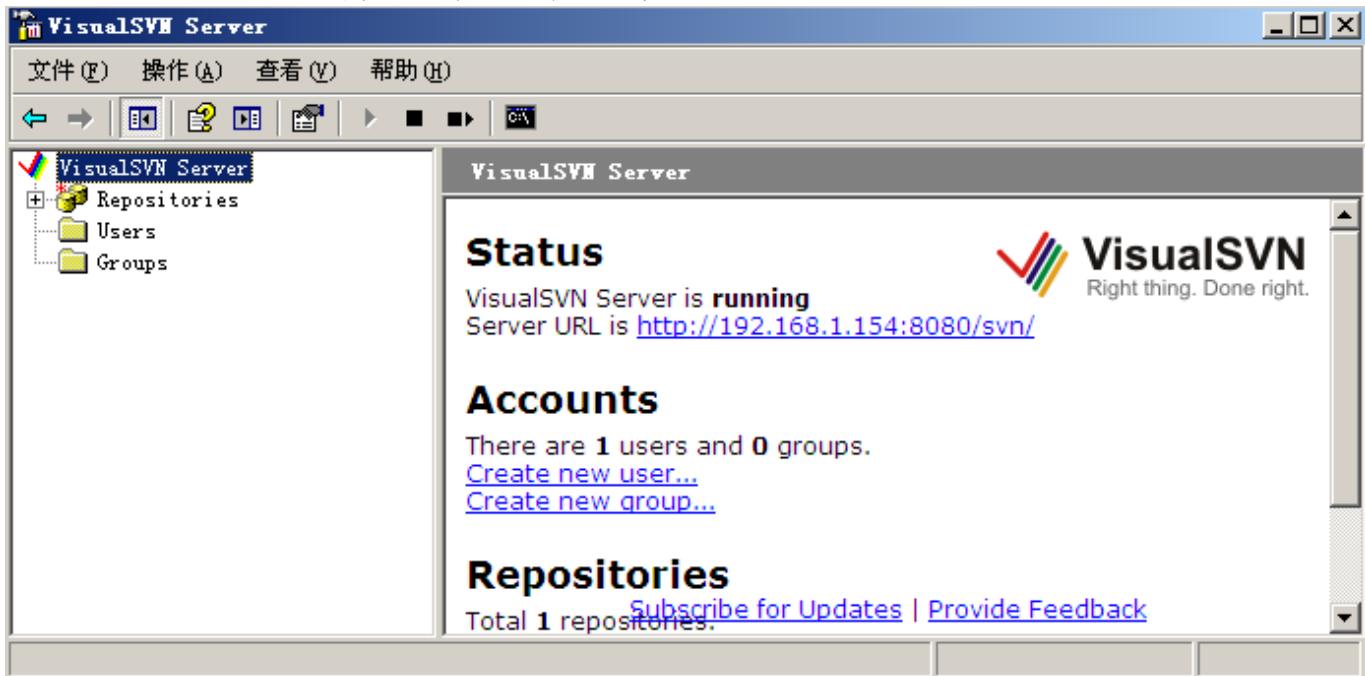 VisualSVN Server
文件(F) 操作(A) 查看(V) 帮助(H)
C:\
VisualSVN Server
Repositories
Users
Groups
VisualSVN Server
Status
VisualSVN
Right thing. Done right.
VisualSVN Server is running
Server URL is http://192.168.1.154:8080/svn/
Accounts
There are 1 users and 0 groups.
Create new user...
Create new group...
Repositories
Subscribe for Updates | Provide Feedback
Total 1 repositories.